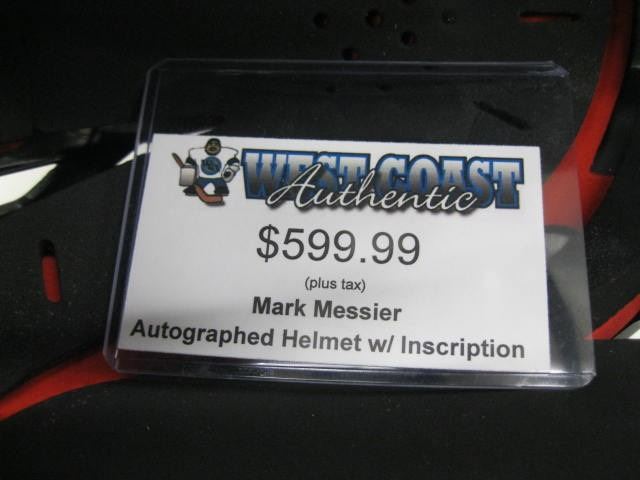 WEST COAST
Authentic
$599.99
(plus tax)
Mark Messier
Autographed Helmet w/ Inscription